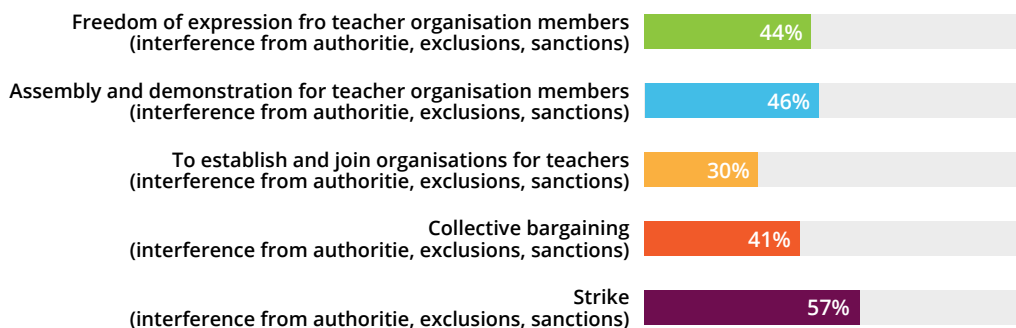 Freedom of expression fro teacher organisation members
(interference from authoritie, exclusions, sanctions)
44%
Assembly and demonstration for teacher organisation members
(interference from authoritie, exclusions, sanctions)
46%
To establish and join organisations for teachers
(interference from authoritie, exclusions, sanctions)
30%
Collective bargaining
(interference from authoritie, exclusions, sanctions)
41%
Strike
(interference from authoritie, exclusions, sanctions)
57%